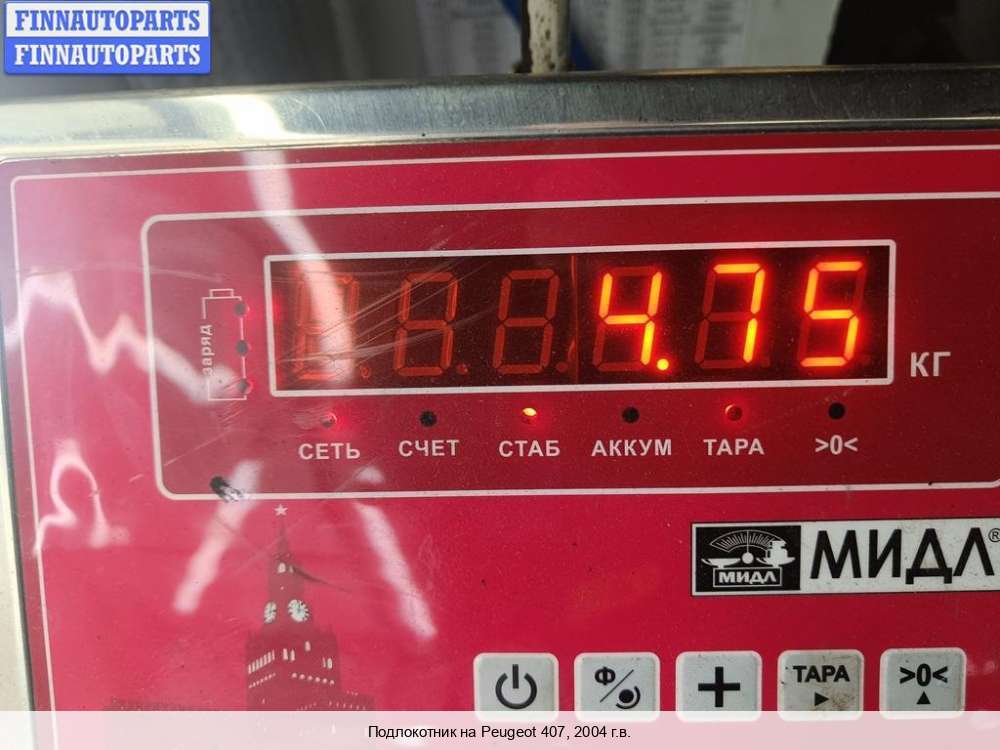 FINNAUTOPARTS
FINNAUTOPARTS
заряд
4.75
КГ
СЕТЬ СЧЕТ СТАБ АККУМ ТАРА >0<
МИДЛ
МИДЛ®
Ф
ТАРА >0<
Подлокотник на Peugeot 407, 2004 г.в.